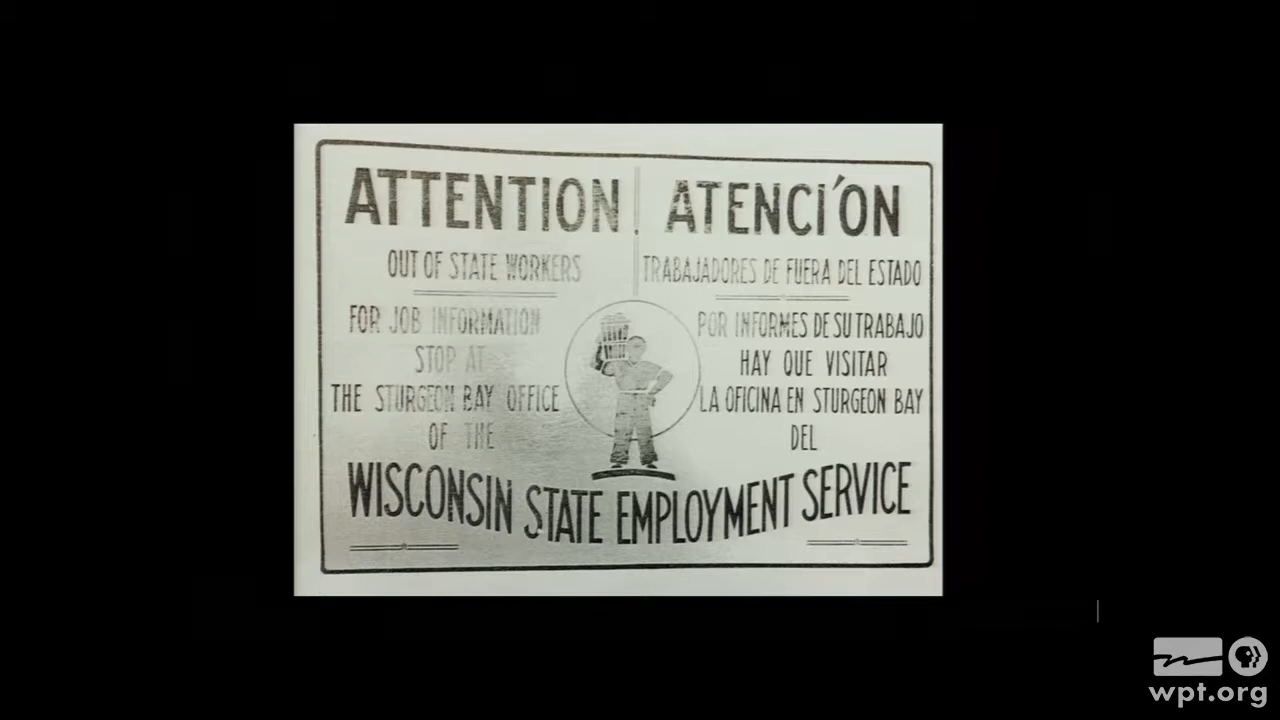 ATTENTION
OUT OF STATE WORKERS
FOR JOB INFORMATION
STOP AT
THE STURGEON BAY OFFICE
OF THE
ATENCIÓN
TRABAJADORES DE FUERA DEL ESTADO
POR INFORMES DE SU TRABAJO
HAY QUE VISITAR
LA OFICINA EN STURGEON BAY
DEL
WISCONSIN STATE EMPLOYMENT SERVICE
wpt.org